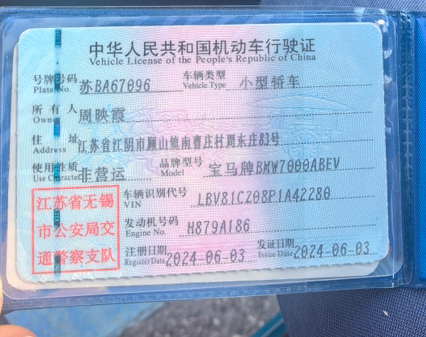 中华人民共和国机动车行驶证
Vehicle License of the People's Republic of China
号牌号码 苏BA67096 车辆类型 小型轿车
Plate No. Vehicle Type
所有人 周映霞
Owner
住址 江苏省江阴市顾山镇南曹庄村周东庄83号
Address
使用性质 非营运 品牌型号 宝马牌BMW7000ABEV
Use Character Model
车辆识别代号 LBV81CZ08P1A42280
VIN
发动机号码 H879A186
Engine No.
注册日期 2024-06-03 发证日期 2024-06-03
Register Date Issue Date
江苏省无锡
市公安局交
通警察支队